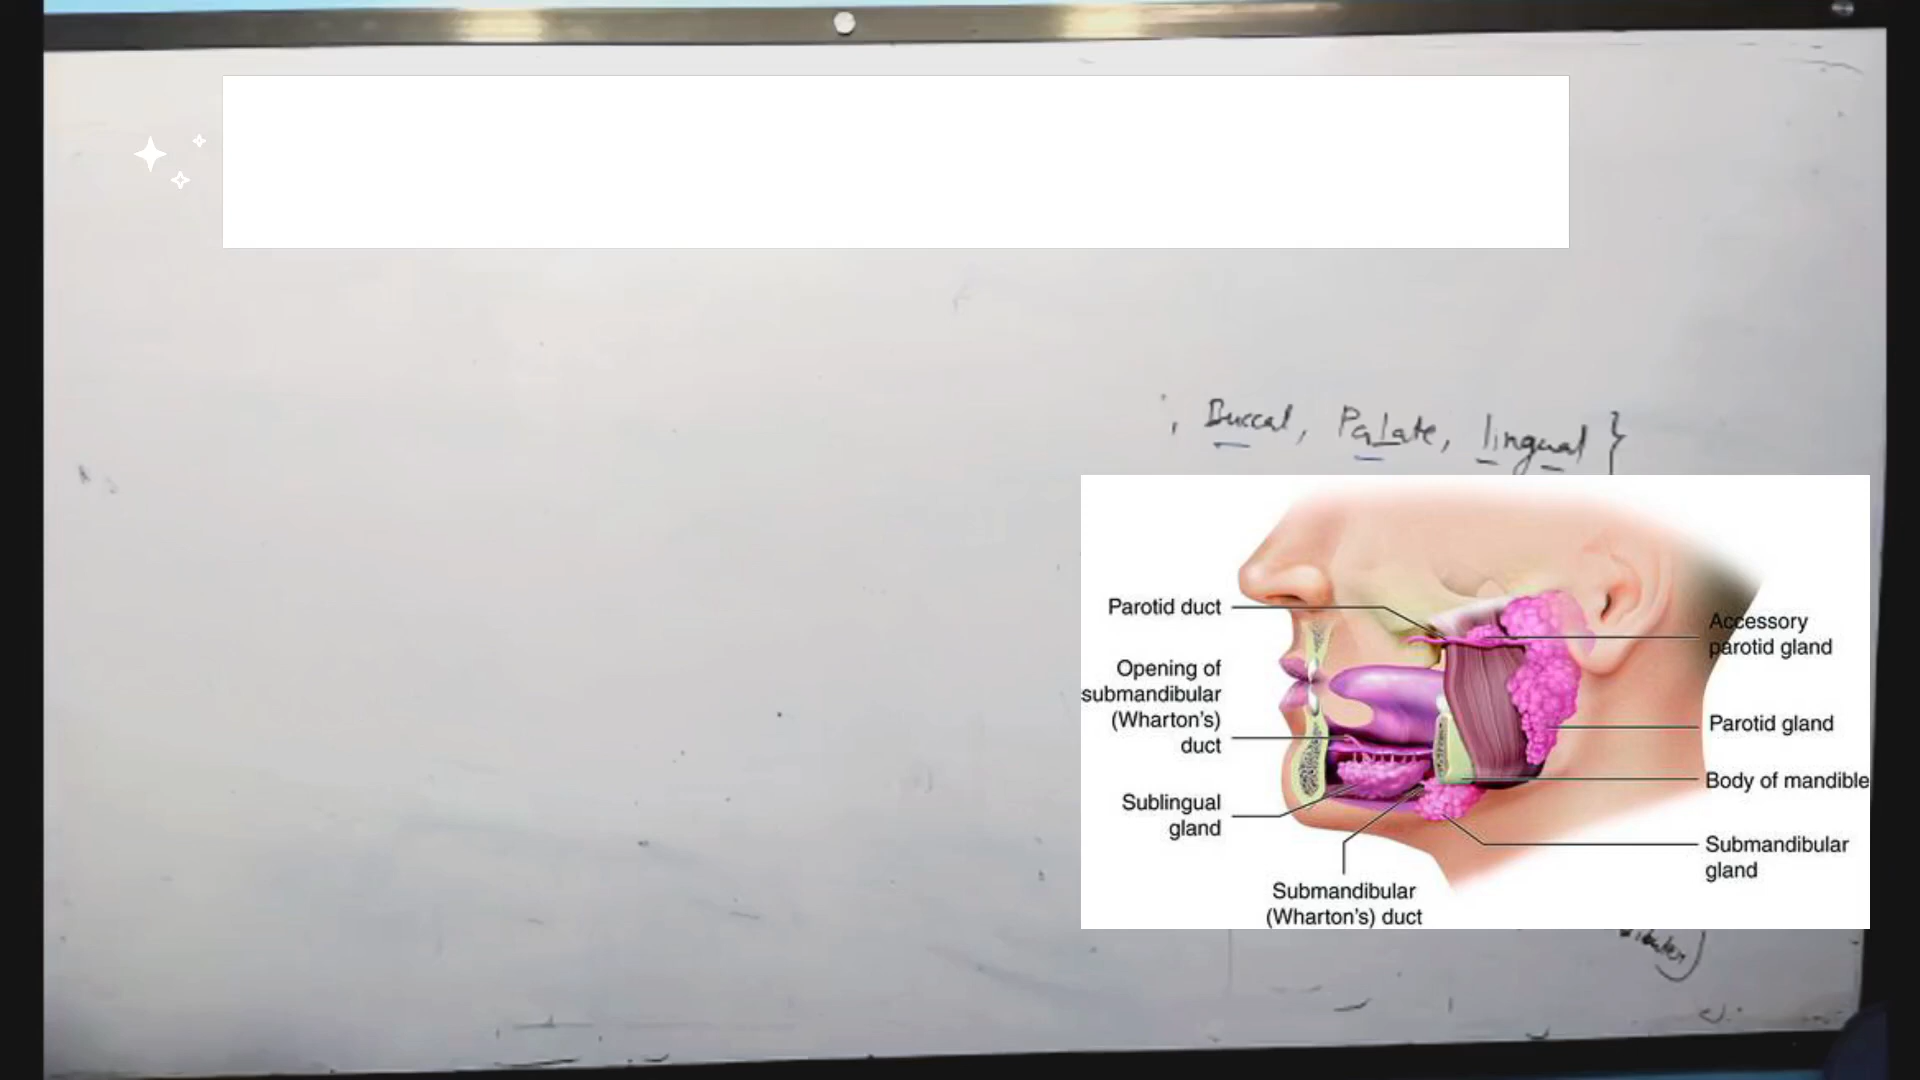 , Buccal, Palate, lingual }
Parotid duct
Opening of
submandibular
(Wharton's)
duct
Sublingual
gland
Submandibular
(Wharton's) duct
Accessory
parotid gland
Parotid gland
Body of mandible
Submandibular
gland